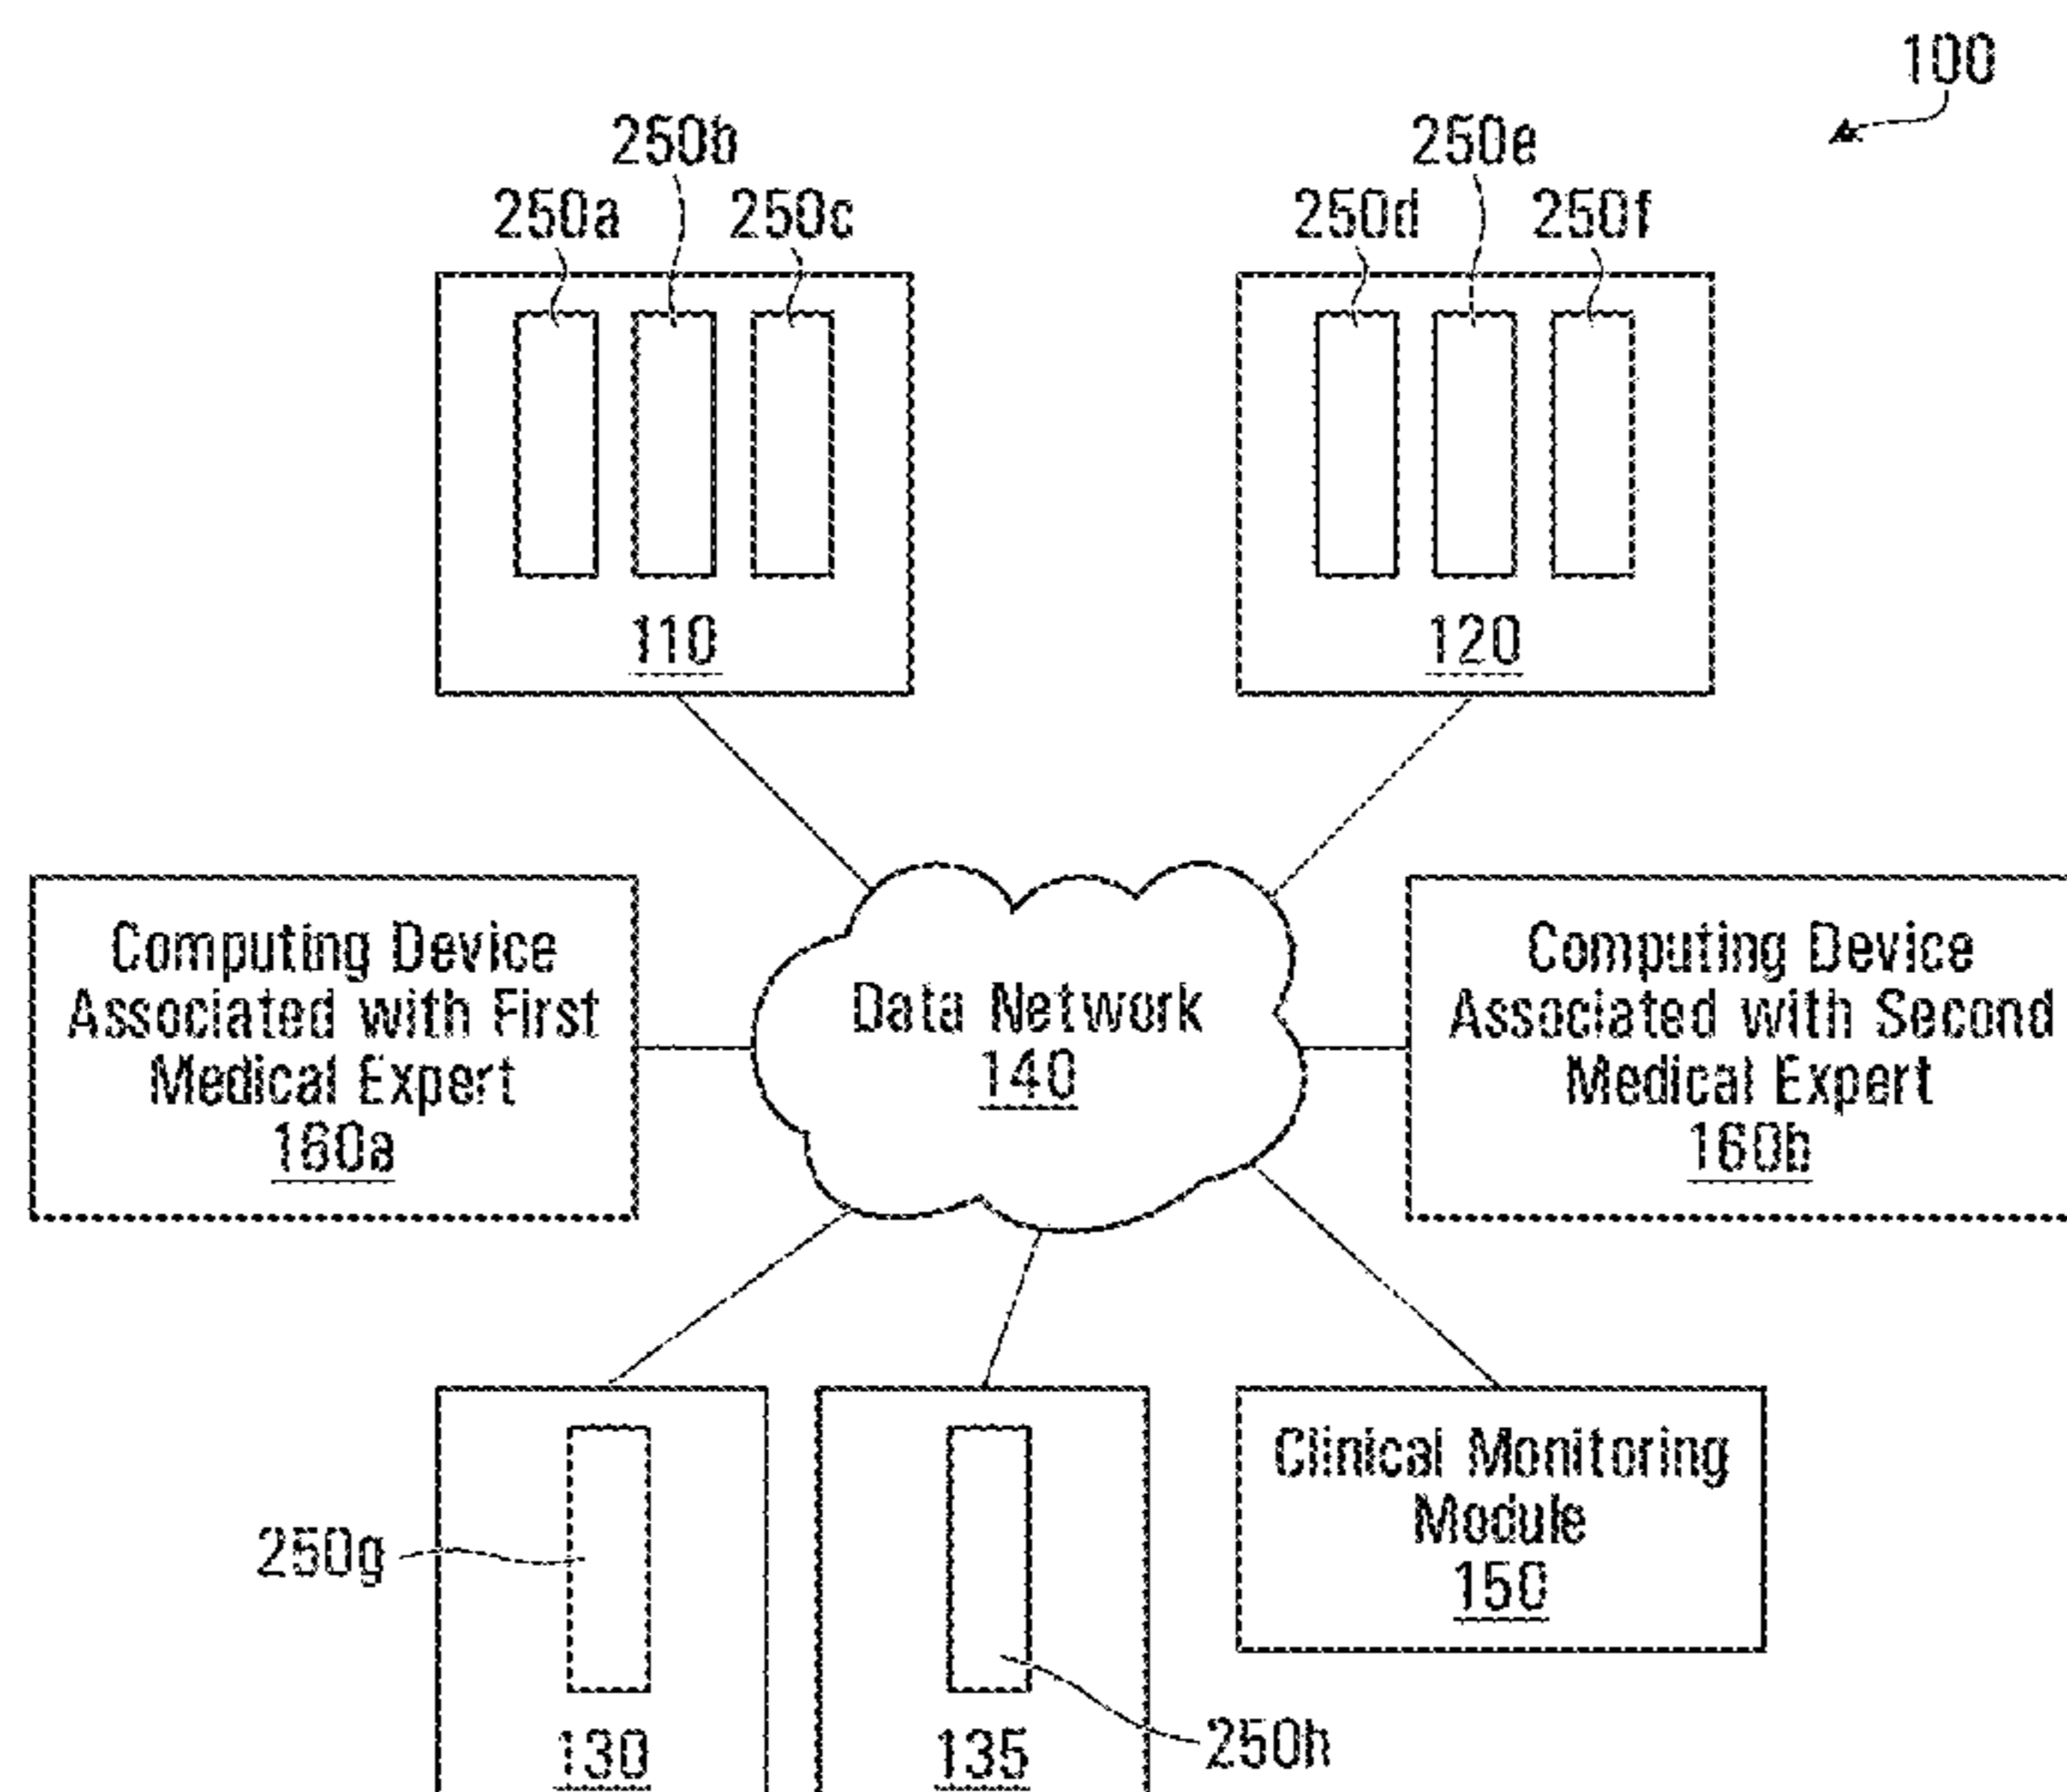 100
250b
250e
250a
250c
250d
250f
110
120
Computing Device
Associated with First
Medical Expert
160a
Data Network
140
Computing Device
Associated with Second
Medical Expert
160b
Clinical Monitoring
Module
150
250g
250h
130
135